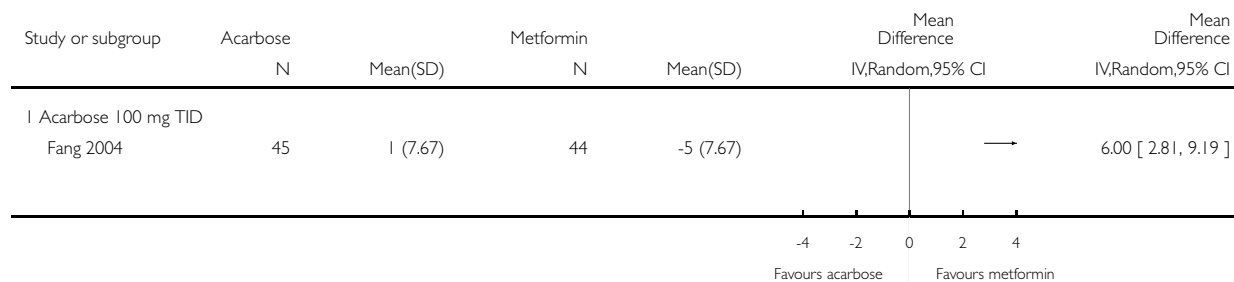 Mean Mean
Study or subgroup Acarbose Metformin Difference Difference
N Mean(SD) N Mean(SD) IV,Random,95% CI IV,Random,95% CI
1 Acarbose 100 mg TID
Fang 2004 45 1 (7.67) 44 -5 (7.67) 6.00 [ 2.81, 9.19 ]
-4 -2 0 2 4
Favours acarbose Favours metformin